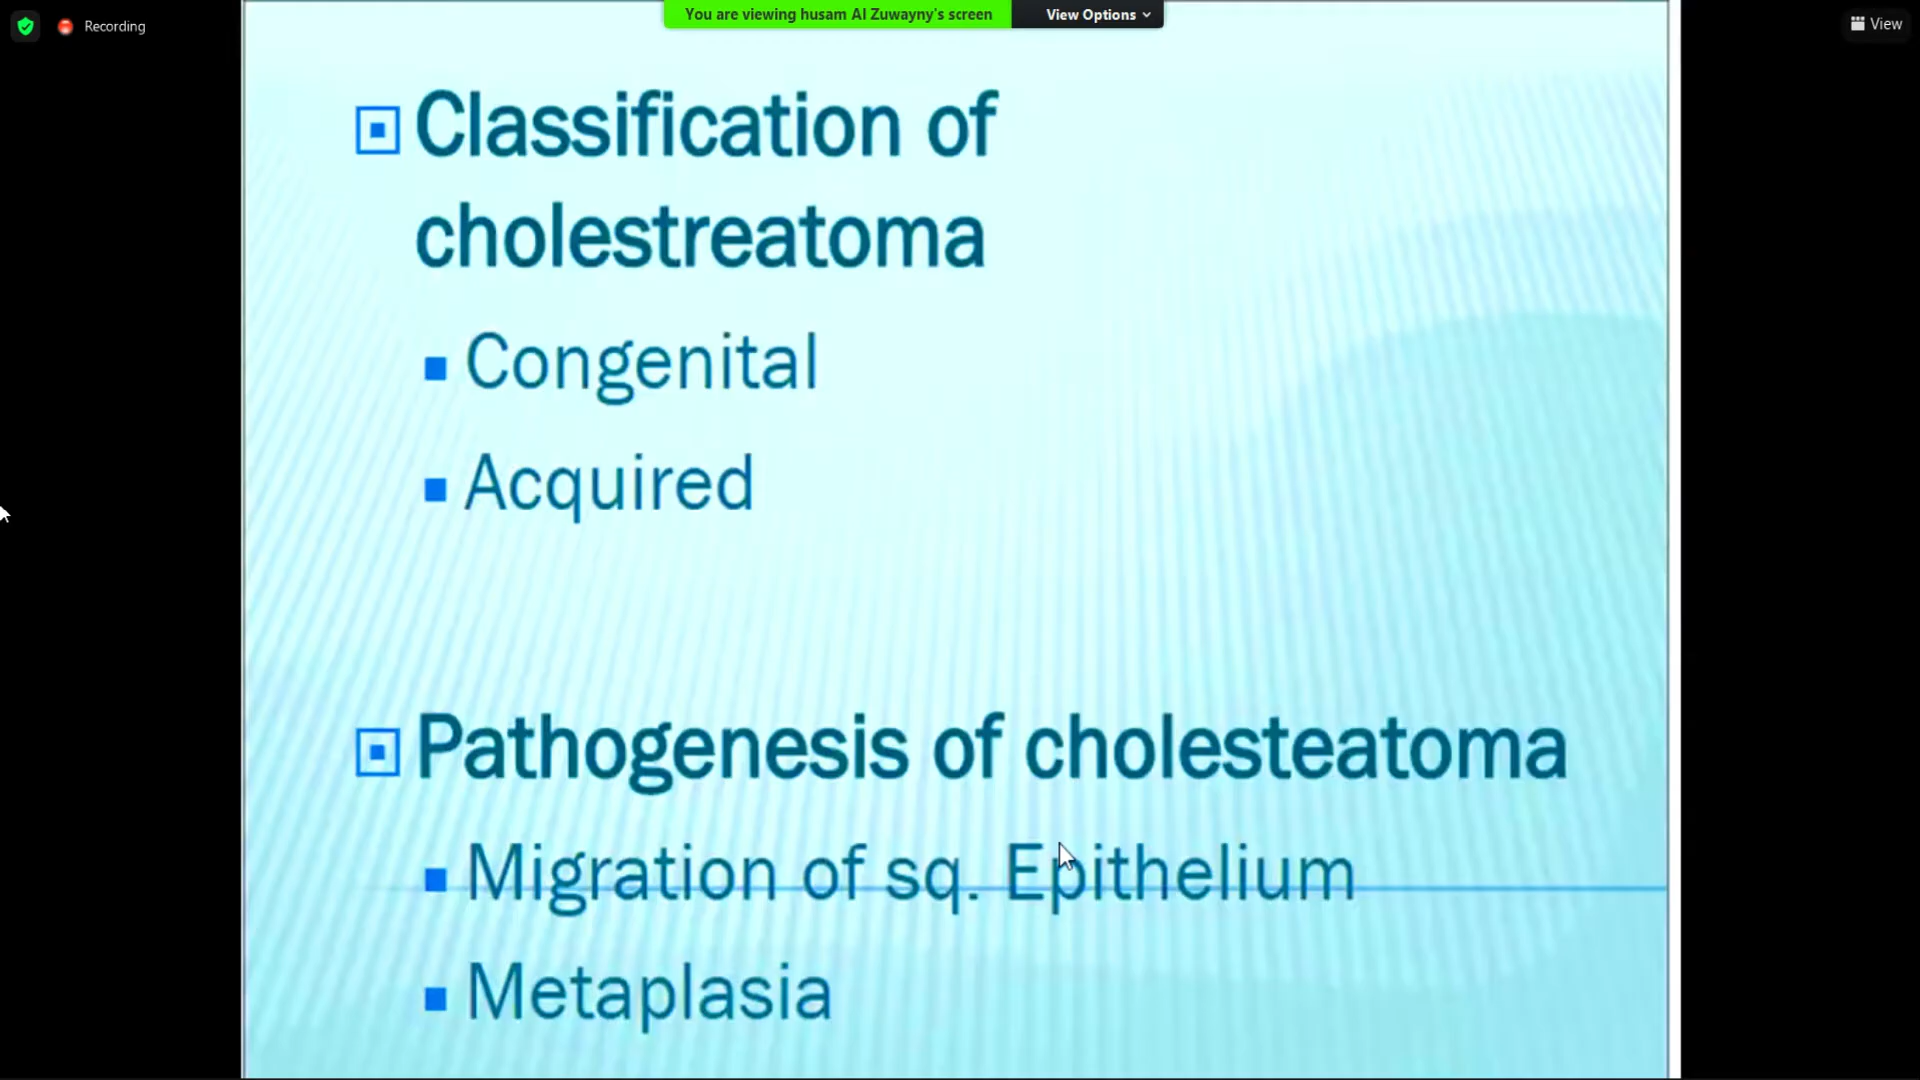 Recording
You are viewing husam Al Zuwayny's screen
View Options
View
Classification of
cholestreatoma
Congenital
Acquired
Pathogenesis of cholesteatoma
Migration of sq. Epithelium
Metaplasia